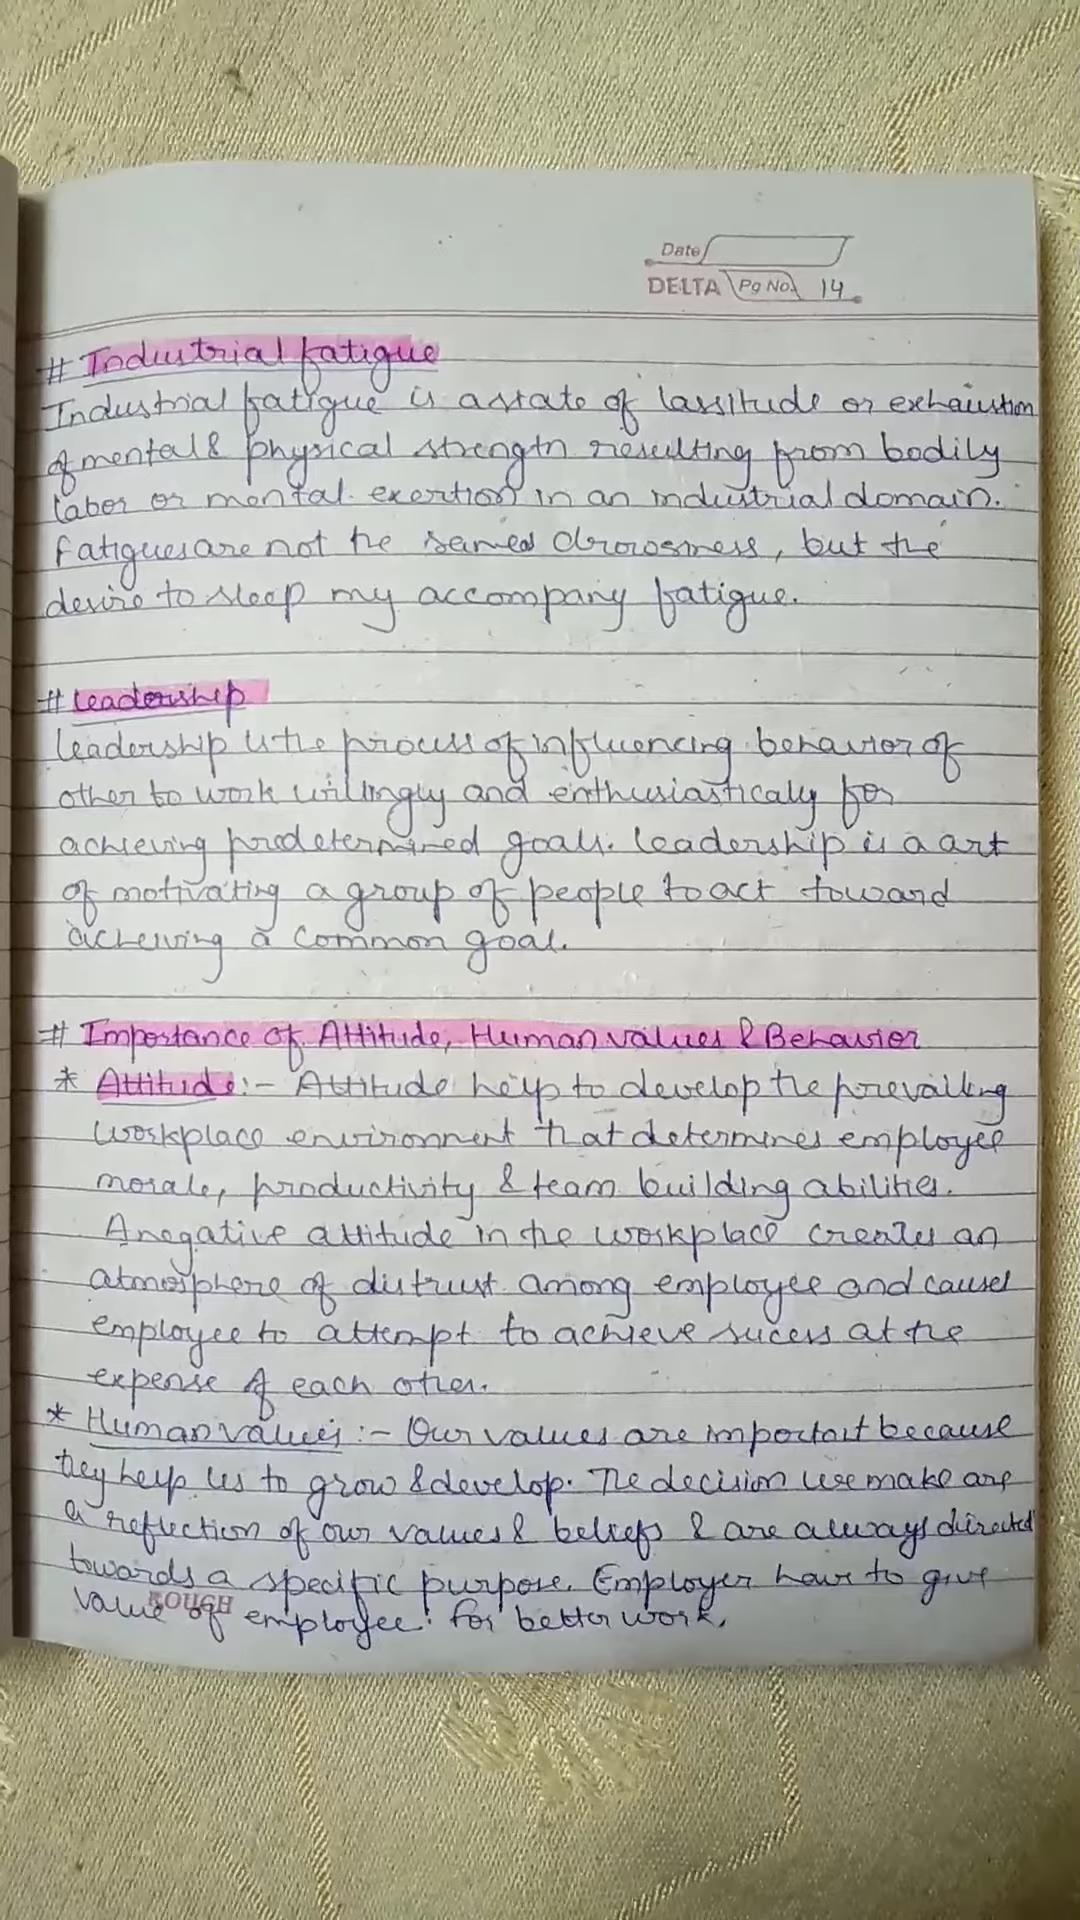 Date
DELTA Pg No. 14
# Industrial fatigue
Industrial fatigue is a state of lassitude or exhaustion
of mental & physical strength resulting from bodily
labor or mental exertion in an industrial domain.
Fatigues are not the drowsiness, but the
desire to sleep my accompany fatigue.
# Leadership
Leadership is the process of influencing behavior of
other to work willingly and enthusiastically for
achieving predetermined goals. Leadership is a art
of motivating a group of people to act toward
acheiving a common goal.
# Importance of Attitude, Human values & Behavior
* Attitude :- Attitude help to develop the prevailing
workplace environment that determines employee
morale, productivity & team building abilities.
A negative attitude in the workplace creates an
atmosphere of distrust among employee and causes
employee to attempt to achieve sucess at the
expense of each other.
* Human values :- Our values are important because
they help us to grow & develop. The decision we make are
a reflection of our values & beliefs & are always directed
towards a specific purpose. Employer have to give
value of employee for better work.
ROUGH